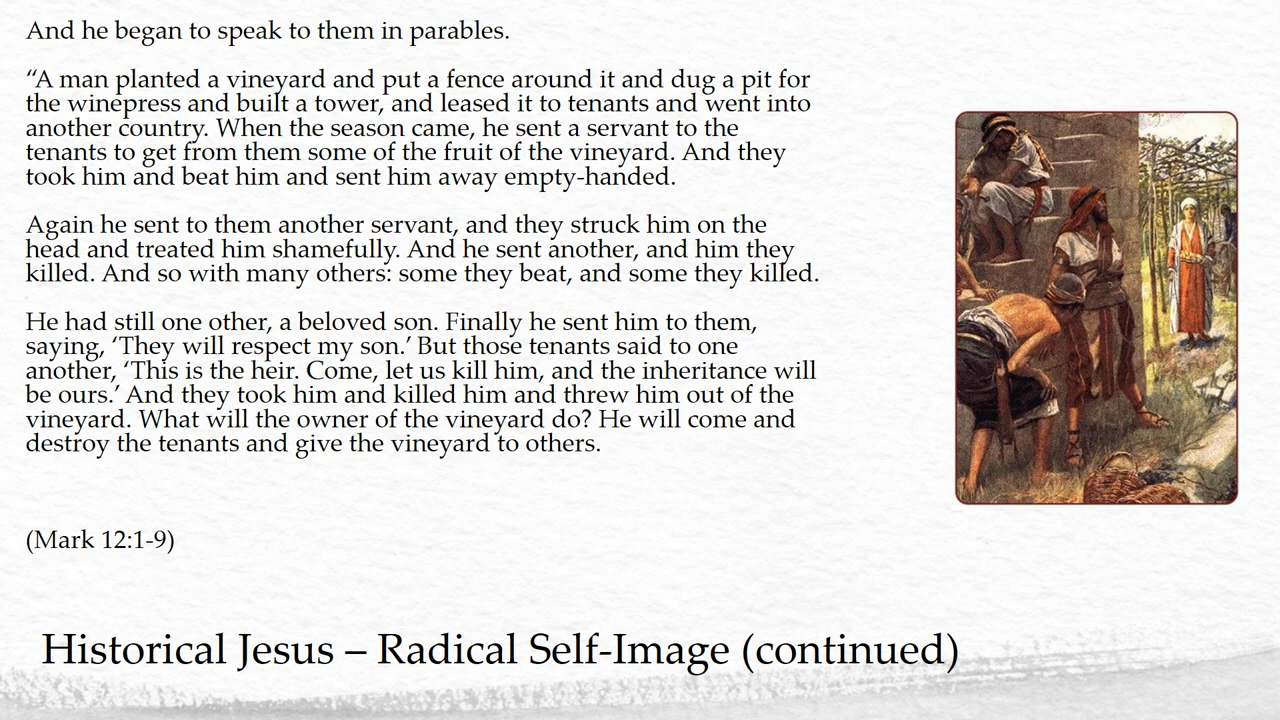 And he began to speak to them in parables.
“A man planted a vineyard and put a fence around it and dug a pit for
the winepress and built a tower, and leased it to tenants and went into
another country. When the season came, he sent a servant to the
tenants to get from them some of the fruit of the vineyard. And they
took him and beat him and sent him away empty-handed.
Again he sent to them another servant, and they struck him on the
head and treated him shamefully. And he sent another, and him they
killed. And so with many others: some they beat, and some they killed.
He had still one other, a beloved son. Finally he sent him to them,
saying, ‘They will respect my son.’ But those tenants said to one
another, ‘This is the heir. Come, let us kill him, and the inheritance will
be ours.’ And they took him and killed him and threw him out of the
vineyard. What will the owner of the vineyard do? He will come and
destroy the tenants and give the vineyard to others.
(Mark 12:1-9)
Historical Jesus – Radical Self-Image (continued)